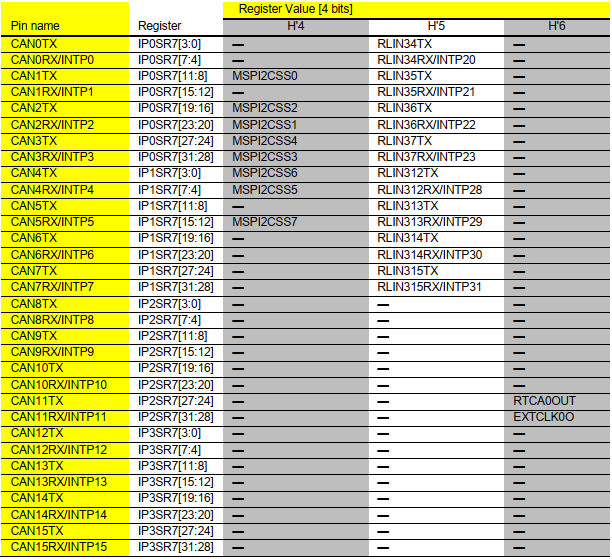 Register Value [4 bits]
Pin name Register H'4 H'5 H'6
CAN0TX IP0SR7[3:0] — RLIN34TX —
CAN0RX/INTP0 IP0SR7[7:4] — RLIN34RX/INTP20 —
CAN1TX IP0SR7[11:8] MSPI2CSS0 RLIN35TX —
CAN1RX/INTP1 IP0SR7[15:12] — RLIN35RX/INTP21 —
CAN2TX IP0SR7[19:16] MSPI2CSS2 RLIN36TX —
CAN2RX/INTP2 IP0SR7[23:20] MSPI2CSS1 RLIN36RX/INTP22 —
CAN3TX IP0SR7[27:24] MSPI2CSS4 RLIN37TX —
CAN3RX/INTP3 IP0SR7[31:28] MSPI2CSS3 RLIN37RX/INTP23 —
CAN4TX IP1SR7[3:0] MSPI2CSS6 RLIN312TX —
CAN4RX/INTP4 IP1SR7[7:4] MSPI2CSS5 RLIN312RX/INTP28 —
CAN5TX IP1SR7[11:8] — RLIN313TX —
CAN5RX/INTP5 IP1SR7[15:12] MSPI2CSS7 RLIN313RX/INTP29 —
CAN6TX IP1SR7[19:16] — RLIN314TX —
CAN6RX/INTP6 IP1SR7[23:20] — RLIN314RX/INTP30 —
CAN7TX IP1SR7[27:24] — RLIN315TX —
CAN7RX/INTP7 IP1SR7[31:28] — RLIN315RX/INTP31 —
CAN8TX IP2SR7[3:0] — — —
CAN8RX/INTP8 IP2SR7[7:4] — — —
CAN9TX IP2SR7[11:8] — — —
CAN9RX/INTP9 IP2SR7[15:12] — — —
CAN10TX IP2SR7[19:16] — — —
CAN10RX/INTP10 IP2SR7[23:20] — — —
CAN11TX IP2SR7[27:24] — — RTCA0OUT
CAN11RX/INTP11 IP2SR7[31:28] — — EXTCLK0O
CAN12TX IP3SR7[3:0] — — —
CAN12RX/INTP12 IP3SR7[7:4] — — —
CAN13TX IP3SR7[11:8] — — —
CAN13RX/INTP13 IP3SR7[15:12] — — —
CAN14TX IP3SR7[19:16] — — —
CAN14RX/INTP14 IP3SR7[23:20] — — —
CAN15TX IP3SR7[27:24] — — —
CAN15RX/INTP15 IP3SR7[31:28] — — —